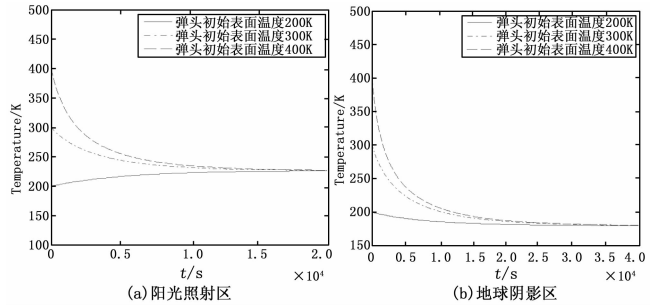 500
450
400
350
300
250
200
150
100
Temperature/K
弹头初始表面温度200K
弹头初始表面温度300K
弹头初始表面温度400K
0
0.5
1.0
1.5
2.0
×10⁴
t/s
(a)阳光照射区
500
450
400
350
300
250
200
150
Temperature/K
弹头初始表面温度200K
弹头初始表面温度300K
弹头初始表面温度400K
0
0.5
1.0
1.5
2.0
2.5
3.0
3.5
4.0
×10⁴
t/s
(b)地球阴影区